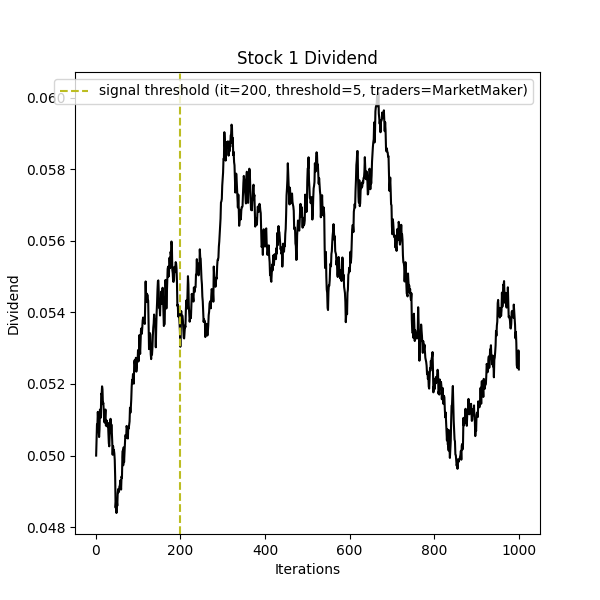 Stock 1 Dividend
signal threshold (it=200, threshold=5, traders=MarketMaker)
0.060
0.058
0.056
0.054
0.052
0.050
0.048
Dividend
0 200 400 600 800 1000
Iterations